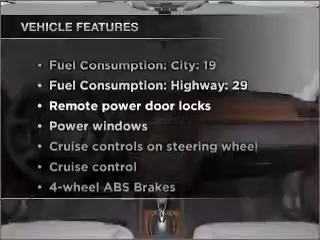 VEHICLE FEATURES
• Fuel Consumption: City: 19
• Fuel Consumption: Highway: 29
• Remote power door locks
• Power windows
• Cruise controls on steering wheel
• Cruise control
• 4-wheel ABS Brakes